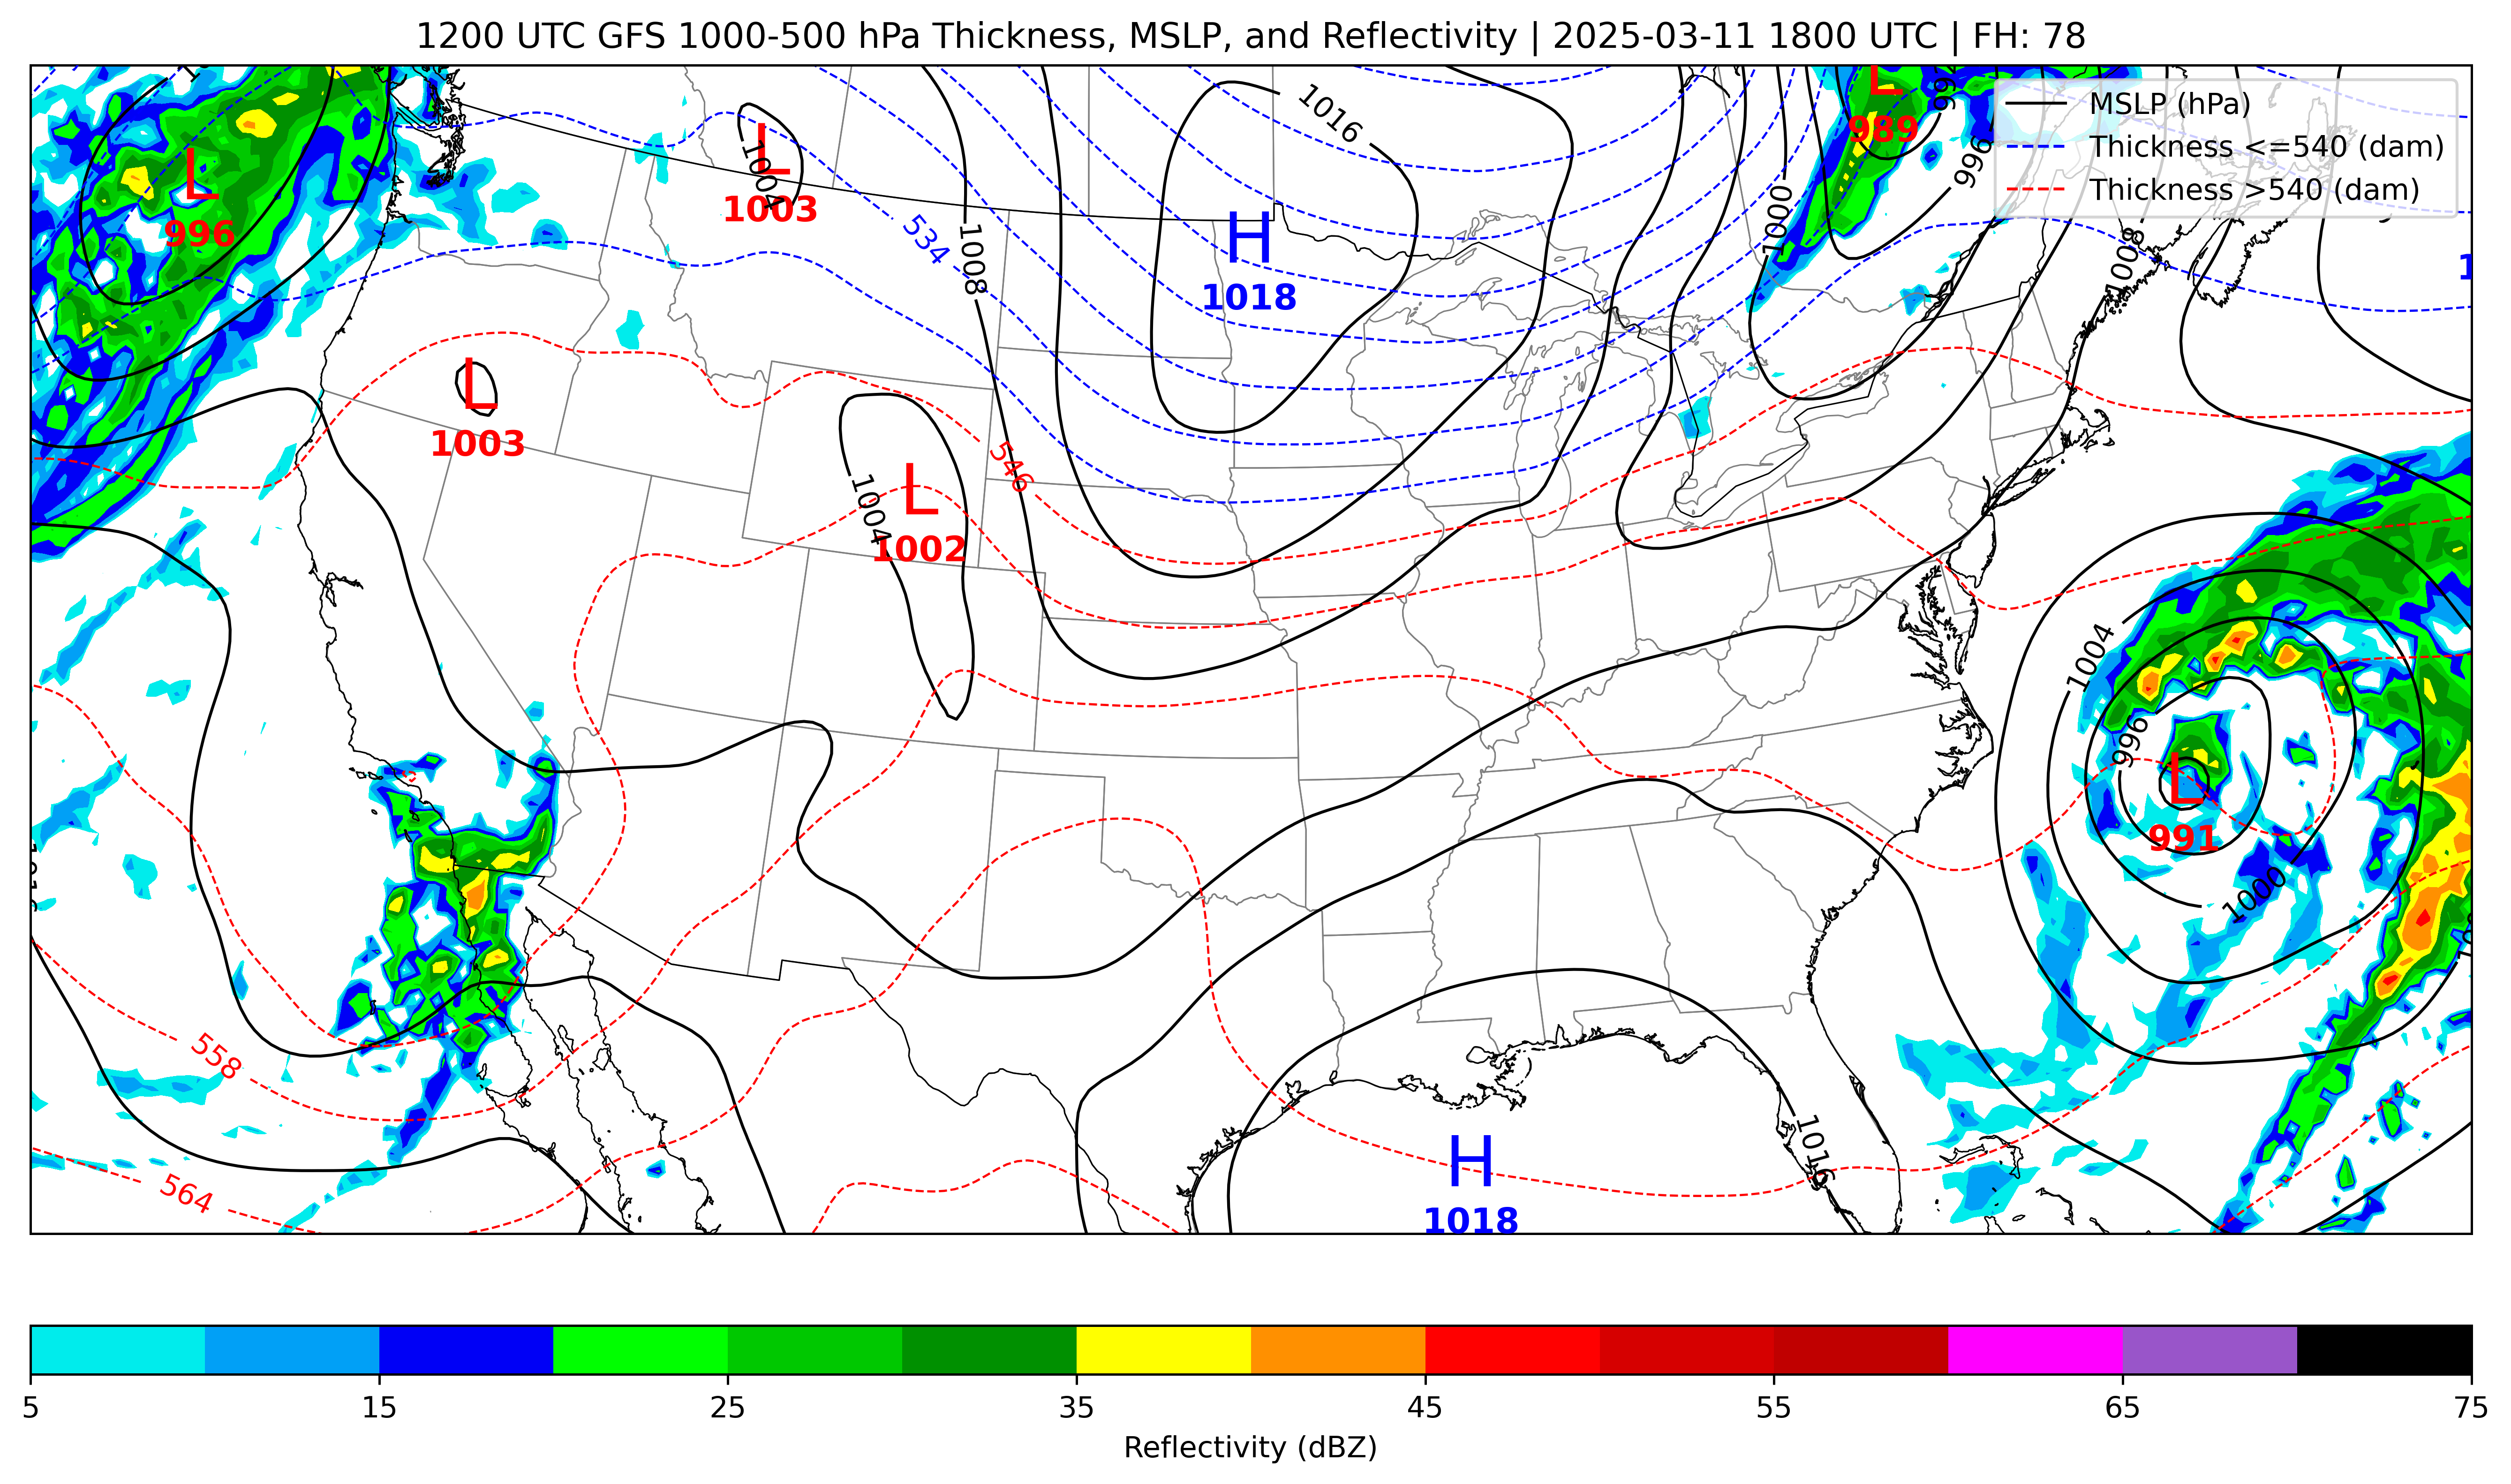 1200 UTC GFS 1000-500 hPa Thickness, MSLP, and Reflectivity | 2025-03-11 1800 UTC | FH: 78
MSLP (hPa)
Thickness <=540 (dam)
Thickness >540 (dam)
L
989
996
1016
L
1003
1004
L
996
H
1018
534
1008
1000
1008
L
1003
L
1002
1004
546
1004
996
L
991
1000
558
564
H
1018
1016
5
15
25
35
45
55
65
75
Reflectivity (dBZ)